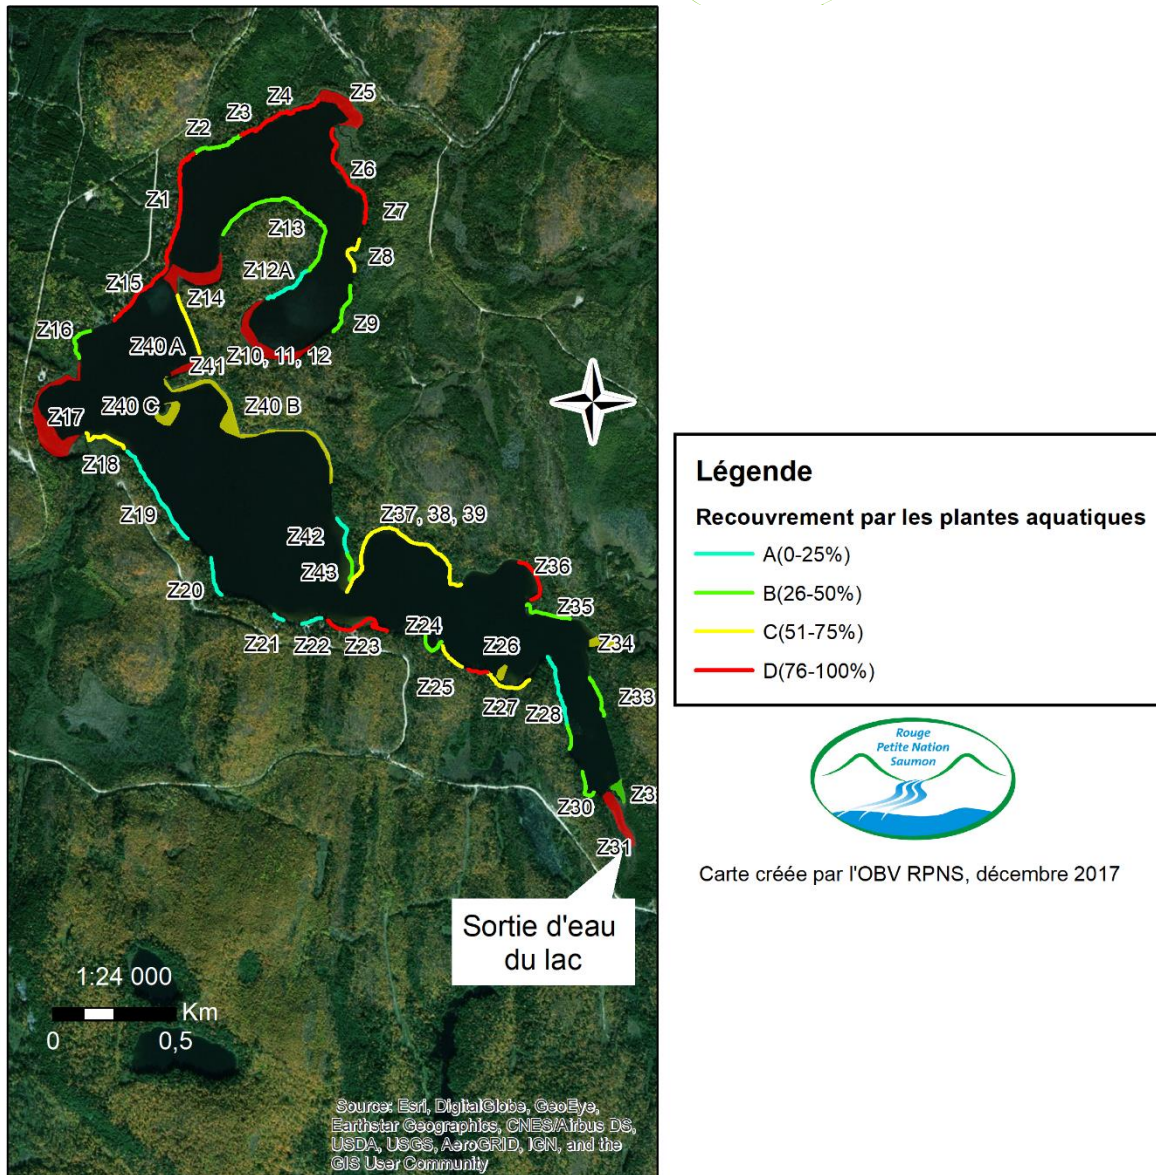 Z5
Z4
Z3
Z2
Z6
Z1
Z7
Z13
Z8
Z12A
Z15
Z14
Z9
Z16
Z40 A
Z41
Z10, 11, 12
Z17
Z40 C
Z40 B
Z18
Z19
Z37, 38, 39
Z42
Z43
Z36
Z20
Z35
Z21
Z22
Z23
Z24
Z26
Z34
Z25
Z27
Z28
Z33
Z30
Z3
Z31
Sortie d'eau
du lac
1:24 000
Km
0 0,5
Source: Esri, DigitalGlobe, GeoEye,
Earthstar Geographics, CNES/Airbus DS,
USDA, USGS, AeroGRID, IGN, and the
GIS User Community
Légende
Recouvrement par les plantes aquatiques
A(0-25%)
B(26-50%)
C(51-75%)
D(76-100%)
Rouge
Petite Nation
Saumon
Carte créée par l'OBV RPNS, décembre 2017